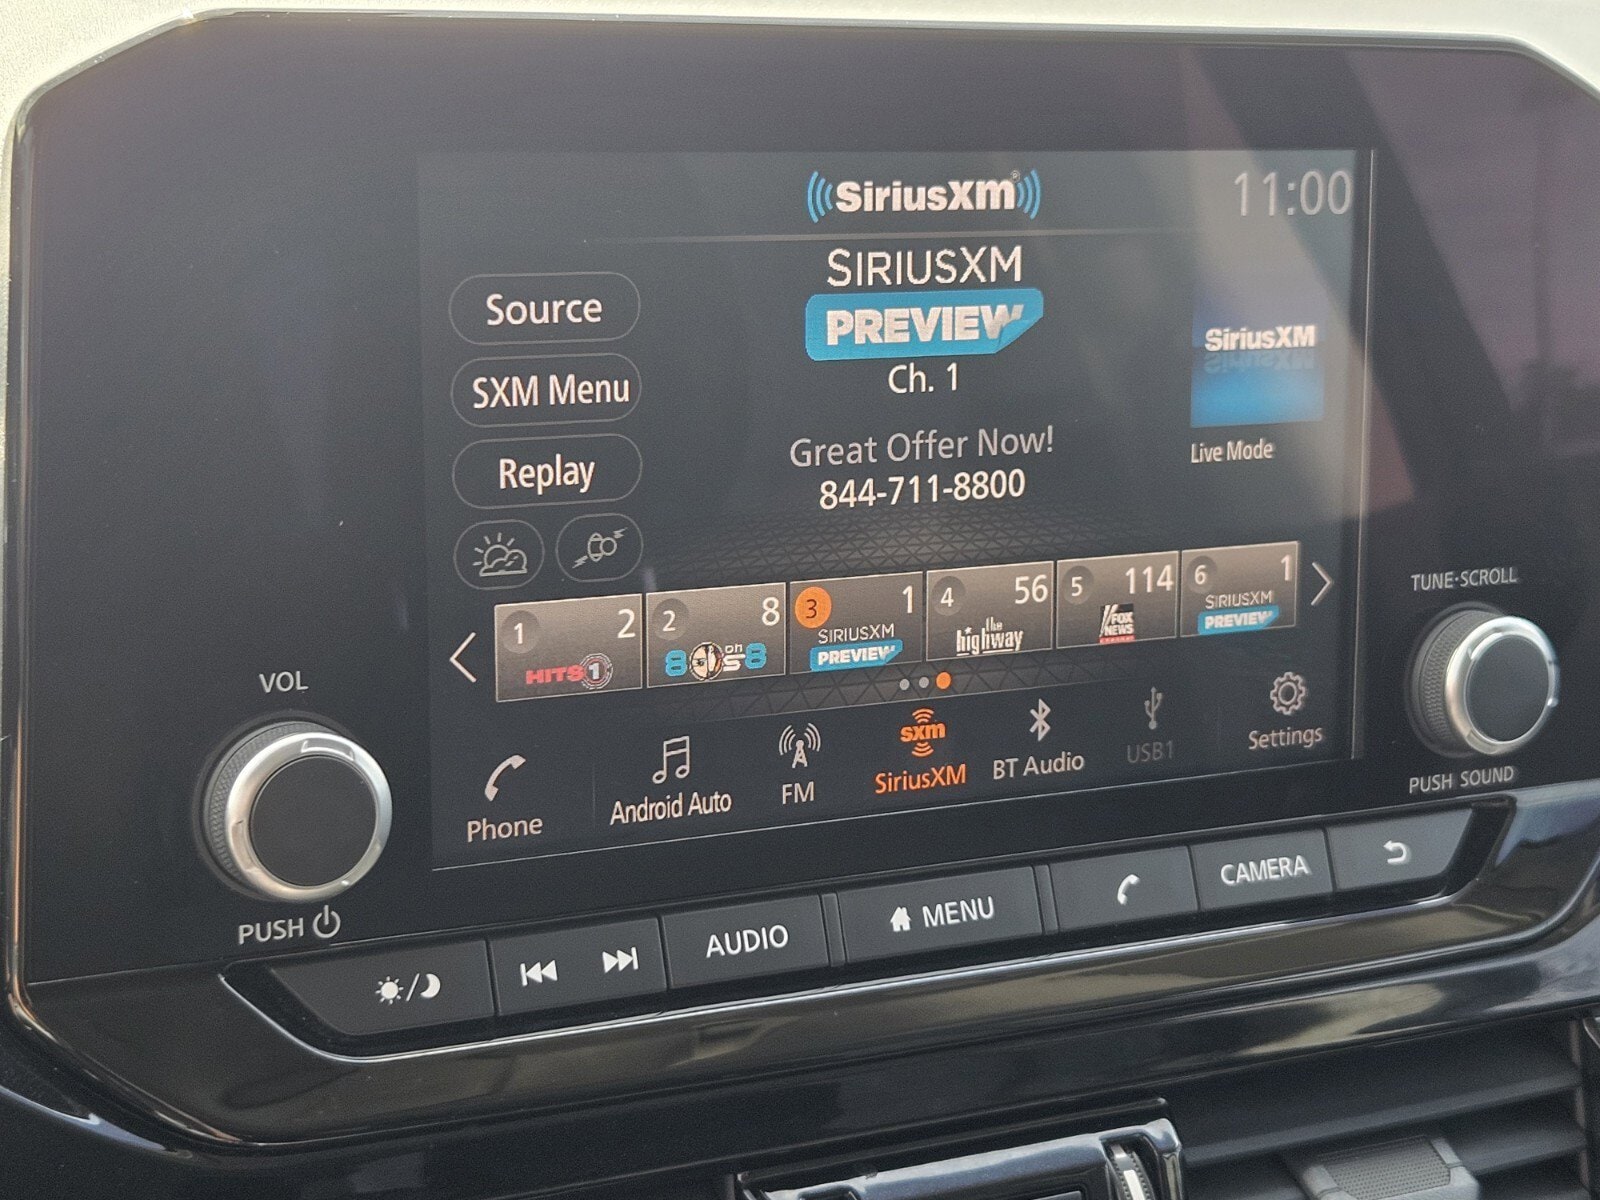 SiriusXM
11:00
SIRIUSXM
PREVIEW
Ch. 1
Source
SXM Menu
Replay
Great Offer Now!
844-711-8800
SiriusXM
Live Mode
1 2
HITS 1
2 8
80s on 8
3 1
SIRIUSXM
PREVIEW
4 56
the highway
5 114
FOX NEWS
6 1
SIRIUSXM
PREVIEW
Phone
Android Auto
FM
sxm
SiriusXM
BT Audio
USB1
Settings
VOL
PUSH
TUNE·SCROLL
PUSH SOUND
AUDIO
MENU
CAMERA